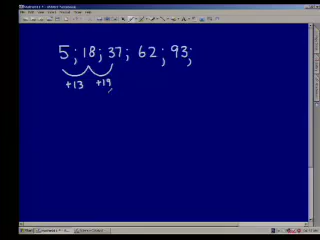 5 ; 18 ; 37 ; 62 ; 93 ;
+13 +19